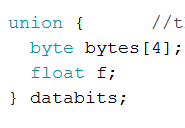 union {      //t
  byte bytes[4];
  float f;
} databits;